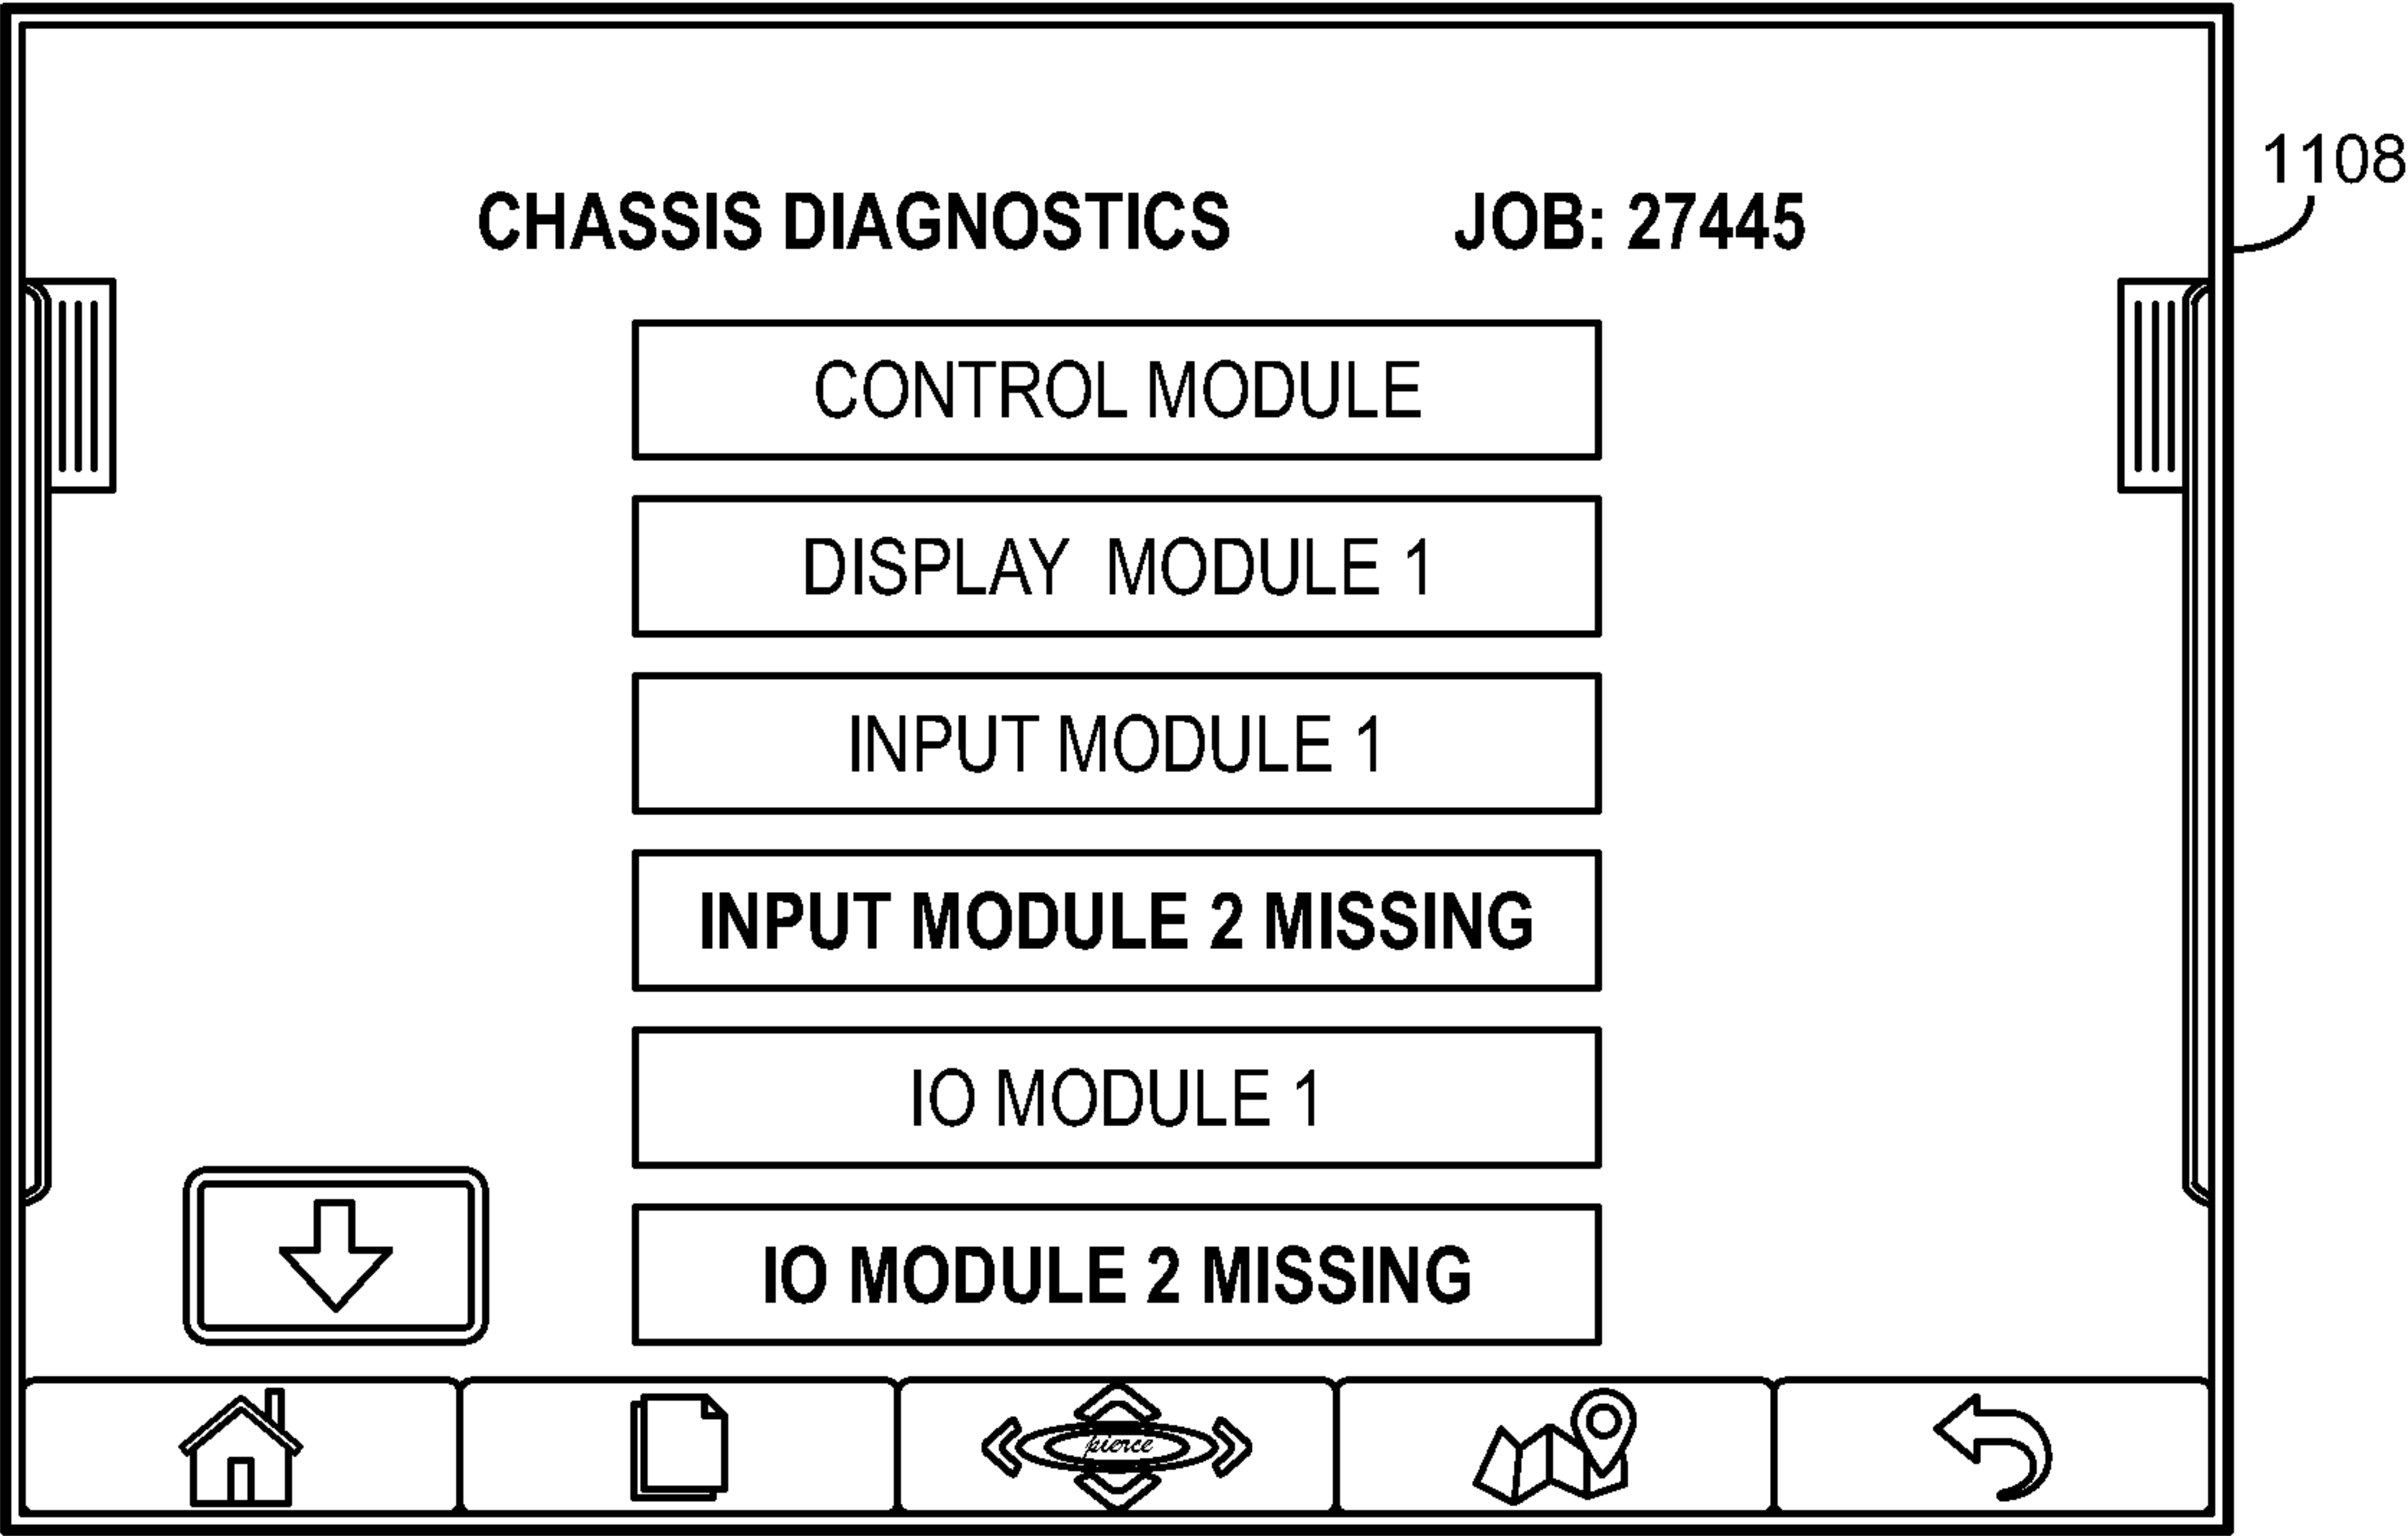 1108
CHASSIS DIAGNOSTICS JOB: 27445
CONTROL MODULE
DISPLAY MODULE 1
INPUT MODULE 1
INPUT MODULE 2 MISSING
IO MODULE 1
IO MODULE 2 MISSING
pierce